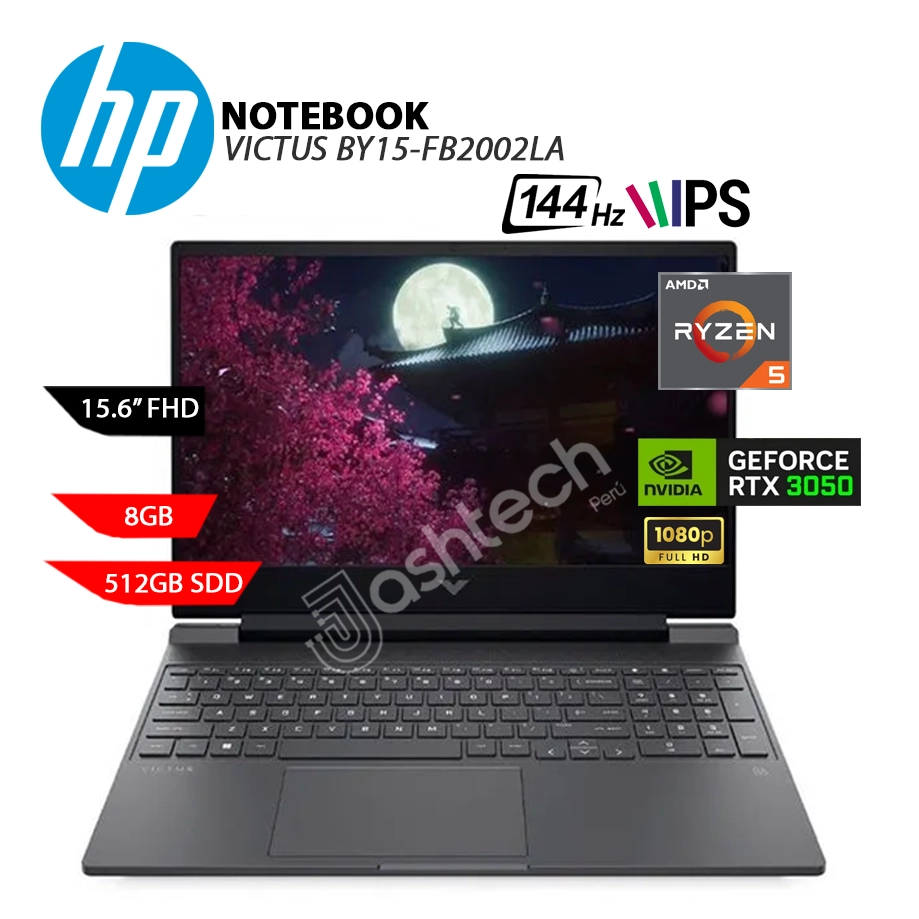 hp
NOTEBOOK
VICTUS BY15-FB2002LA
144Hz
IPS
AMD
RYZEN
5
15.6” FHD
NVIDIA
GEFORCE
RTX 3050
8GB
1080p
FULL HD
512GB SDD
Jashtech
Perú
VICTUS